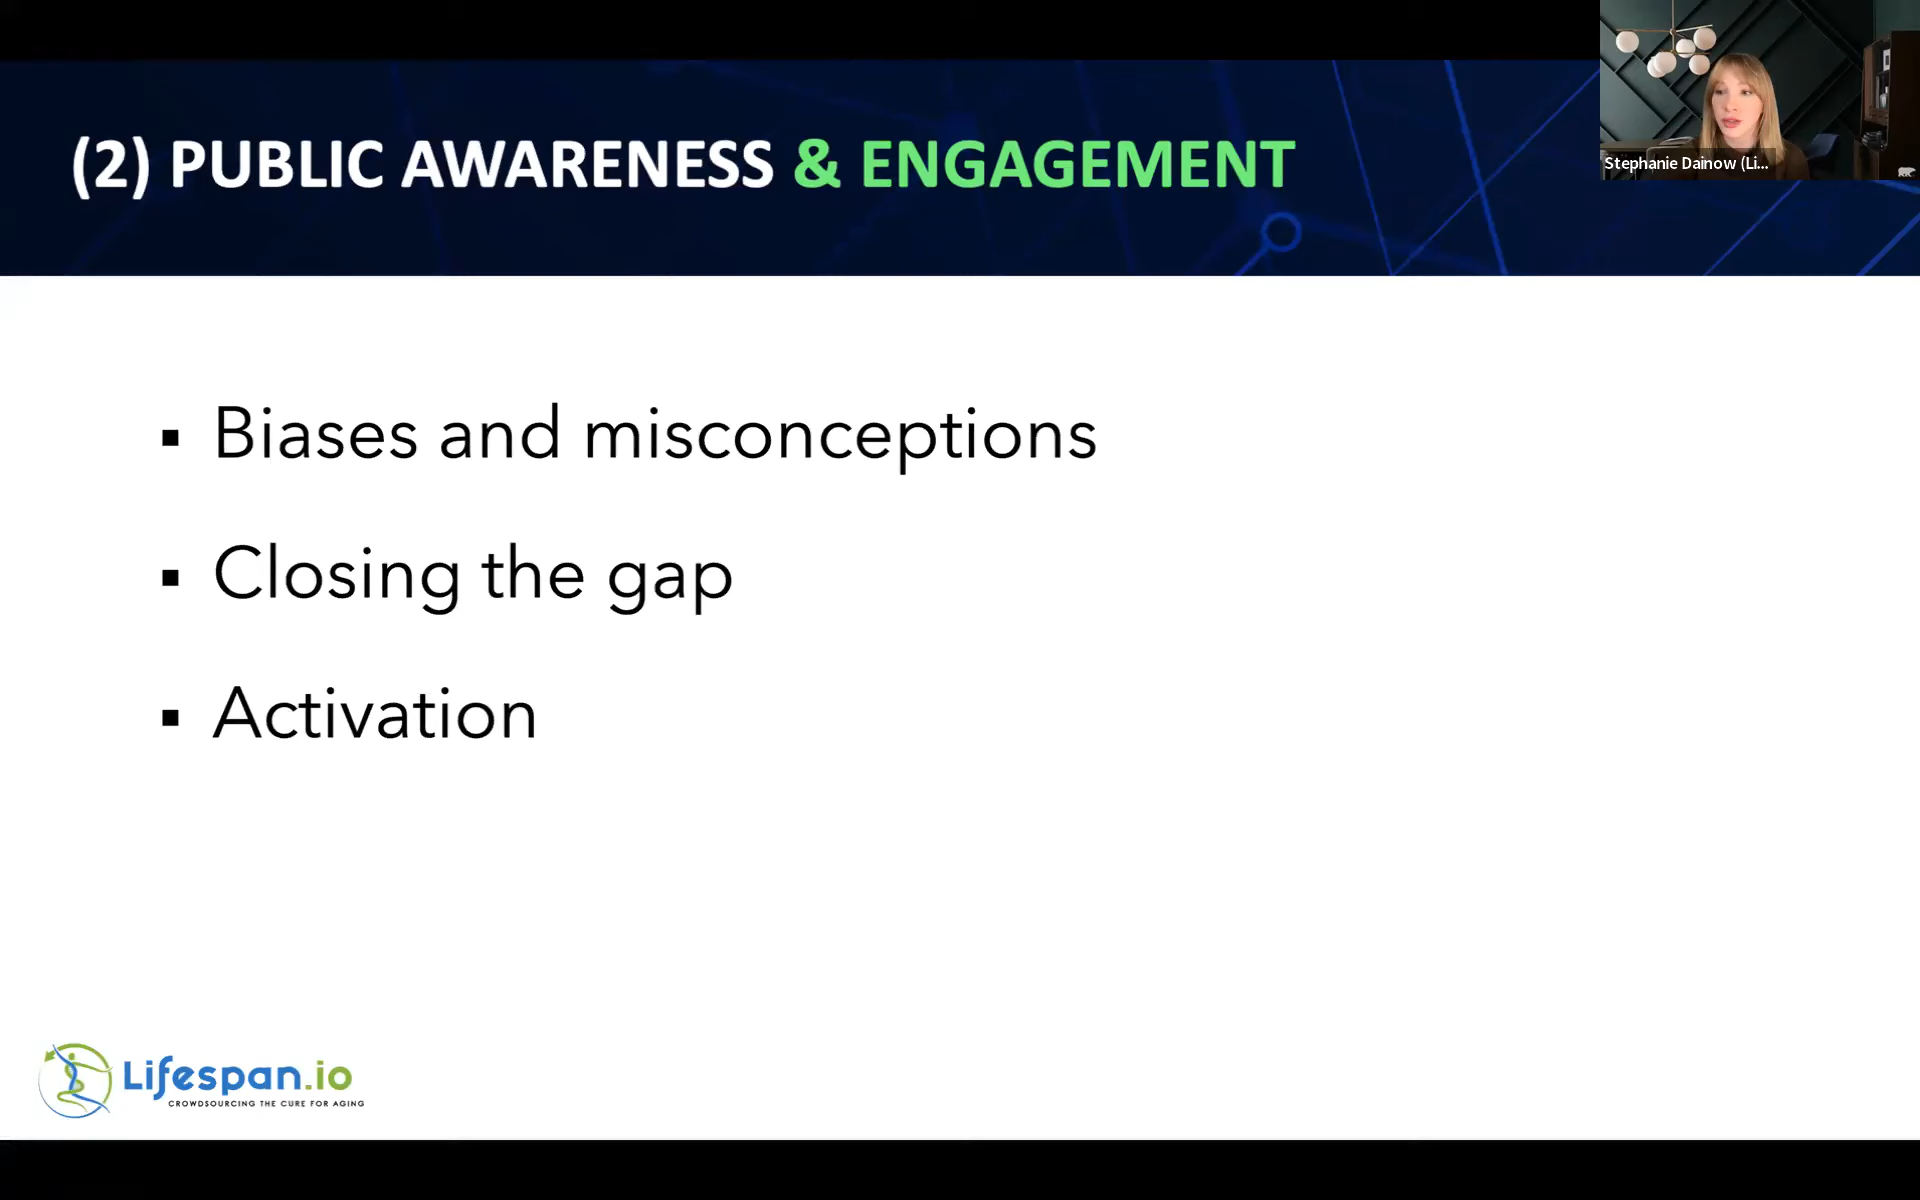 (2) PUBLIC AWARENESS & ENGAGEMENT
Stephanie Dainow (Li...
▪ Biases and misconceptions
▪ Closing the gap
▪ Activation
Lifespan.io
CROWDSOURCING THE CURE FOR AGING